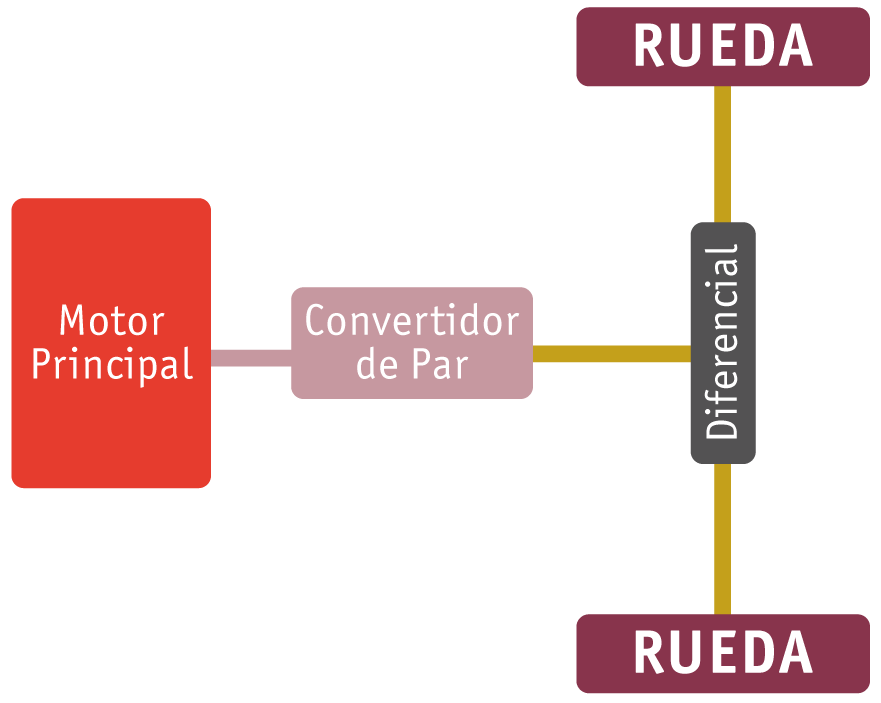 RUEDA
Motor
Principal
Convertidor
de Par
Diferencial
RUEDA